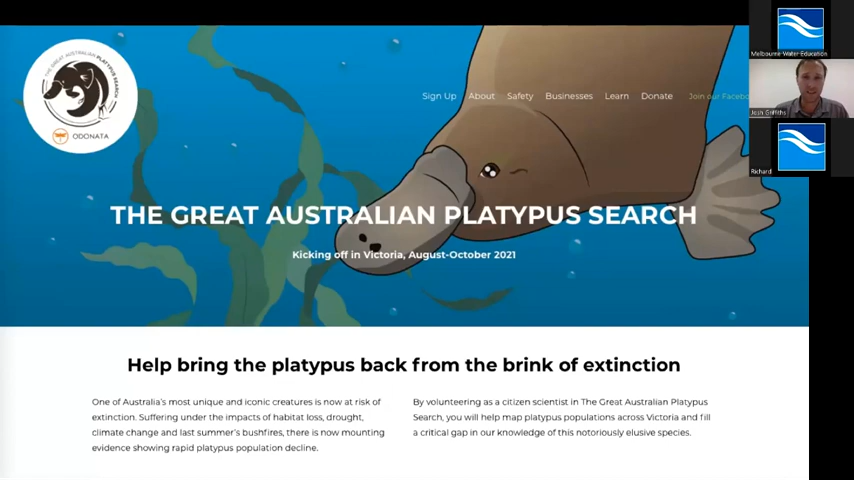 Melbourne Water Education
THE GREAT AUSTRALIAN PLATYPUS SEARCH
ODONATA
Sign Up About Safety Businesses Learn Donate Join our Facebo
Josh Griffiths
Richard
THE GREAT AUSTRALIAN PLATYPUS SEARCH
Kicking off in Victoria, August-October 2021
Help bring the platypus back from the brink of extinction
One of Australia's most unique and iconic creatures is now at risk of
extinction. Suffering under the impacts of habitat loss, drought,
climate change and last summer's bushfires, there is now mounting
evidence showing rapid platypus population decline.
By volunteering as a citizen scientist in The Great Australian Platypus
Search, you will help map platypus populations across Victoria and fill
a critical gap in our knowledge of this notoriously elusive species.